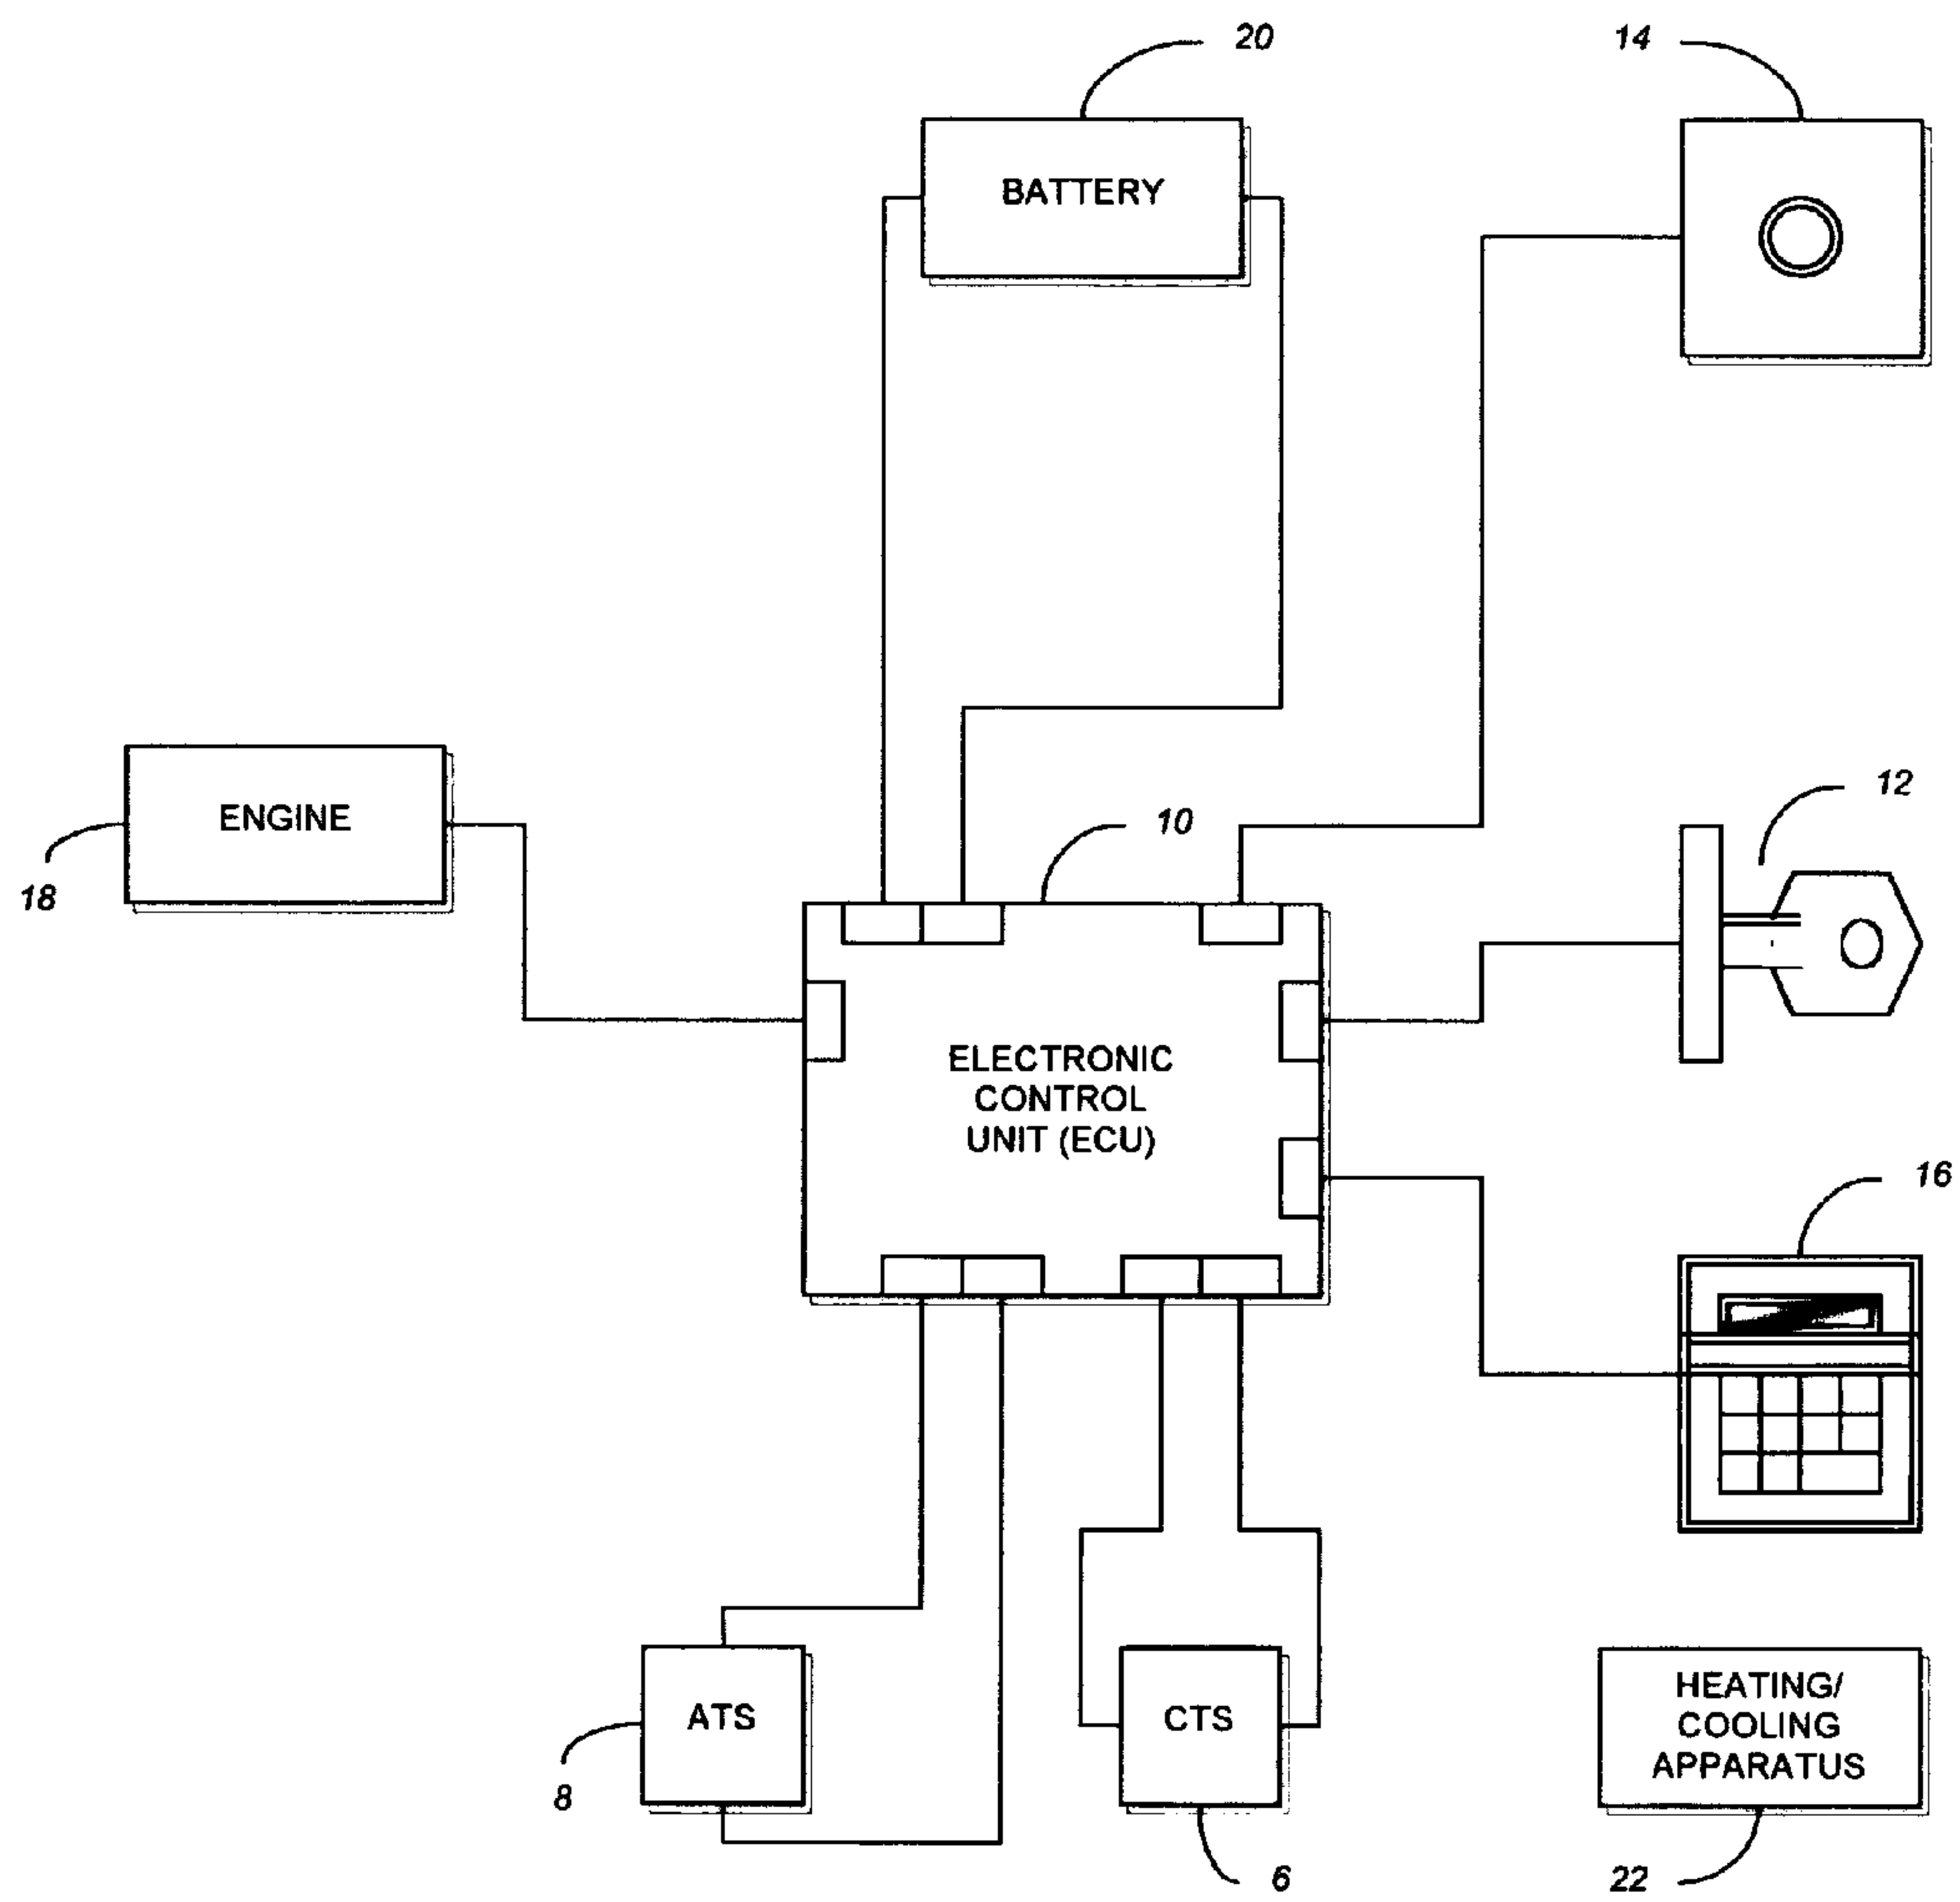 20
14
BATTERY
12
10
ENGINE
18
ELECTRONIC
CONTROL
UNIT (ECU)
16
ATS
CTS
HEATING/
COOLING
APPARATUS
8
6
22